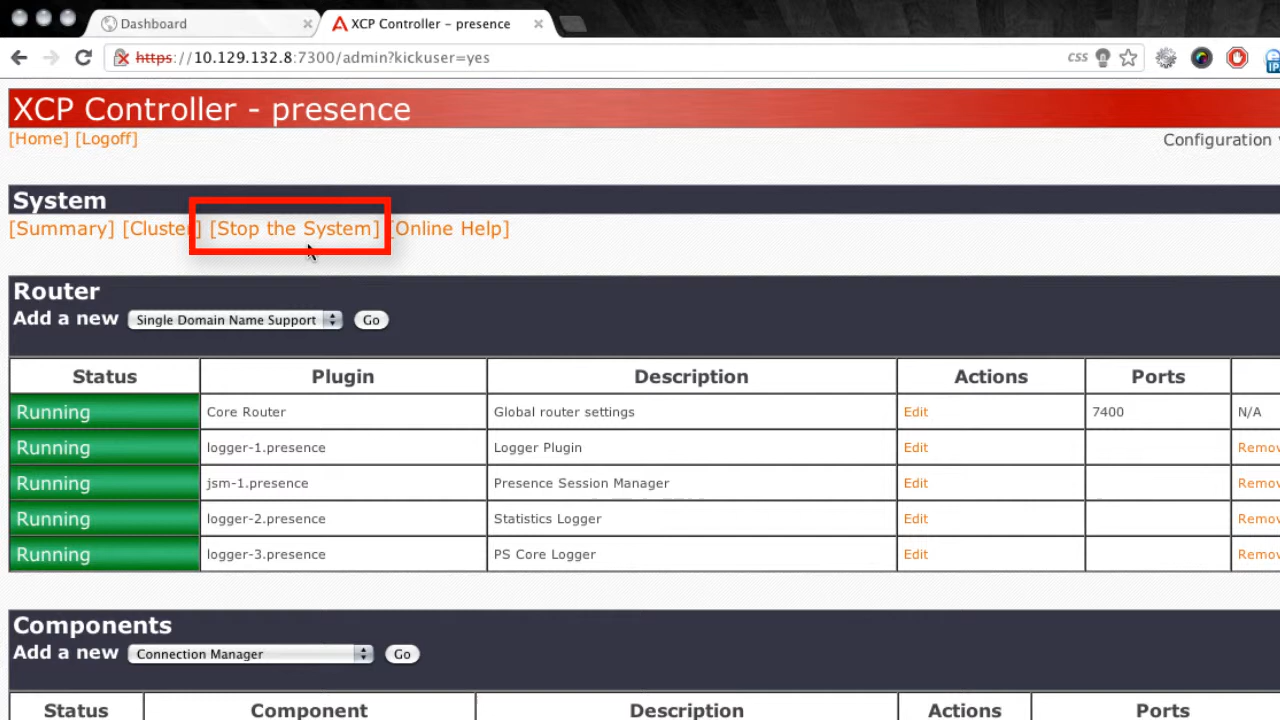 Dashboard
XCP Controller – presence
https://10.129.132.8:7300/admin?kickuser=yes
CSS
IP
XCP Controller - presence
[Home] [Logoff]
Configuration
System
[Summary] [Cluster] [Stop the System] [Online Help]
Router
Add a new Single Domain Name Support Go
Status Plugin Description Actions Ports
Running Core Router Global router settings Edit 7400 N/A
Running logger-1.presence Logger Plugin Edit Remov
Running jsm-1.presence Presence Session Manager Edit Remov
Running logger-2.presence Statistics Logger Edit Remov
Running logger-3.presence PS Core Logger Edit Remov
Components
Add a new Connection Manager Go
Status Component Description Actions Ports